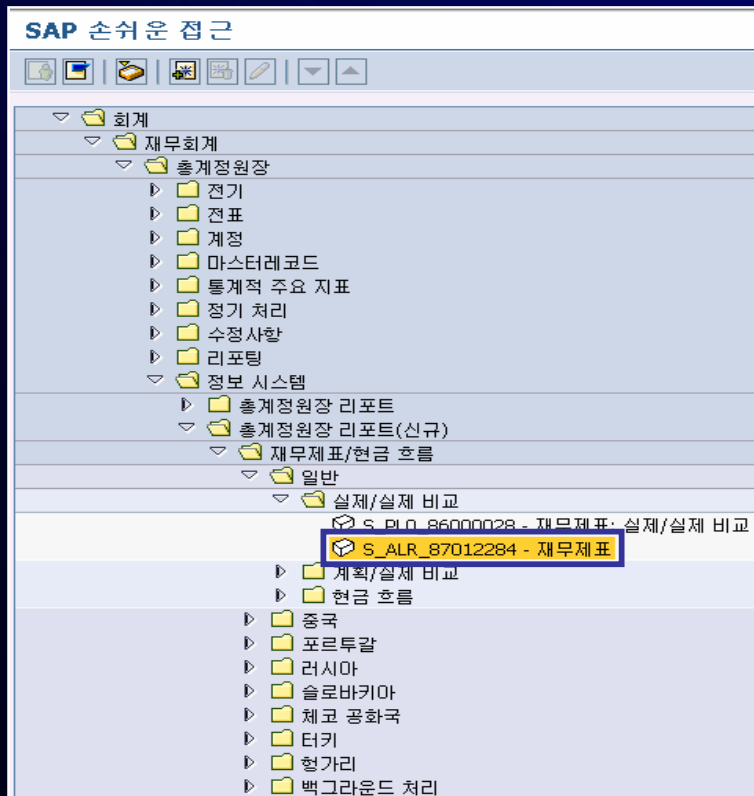 SAP 손쉬운 접근
회계
재무회계
총계정원장
전기
전표
계정
마스터레코드
통계적 주요 지표
정기 처리
수정사항
리포팅
정보 시스템
총계정원장 리포트
총계정원장 리포트(신규)
재무제표/현금 흐름
일반
실제/실제 비교
S_PL0_86000028 - 재무제표: 실제/실제 비교
S_ALR_87012284 - 재무제표
계획/실제 비교
현금 흐름
중국
포르투갈
러시아
슬로바키아
체코 공화국
터키
헝가리
백그라운드 처리